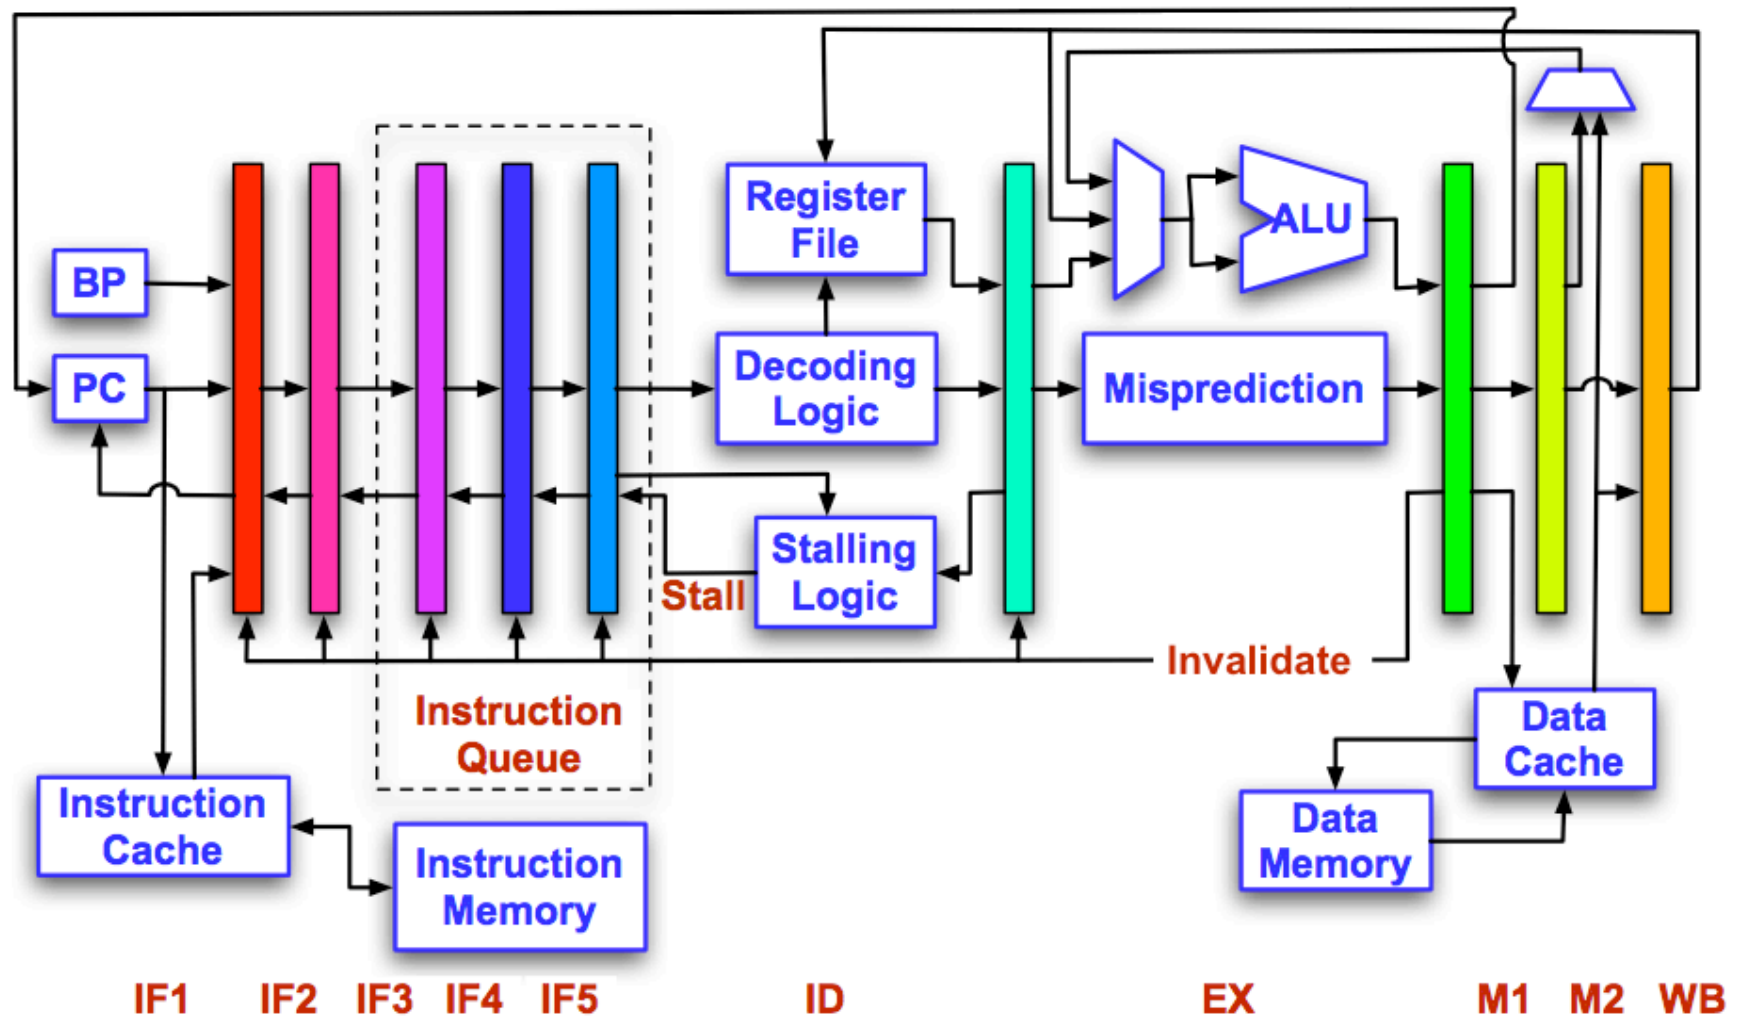 Register
File
ALU
BP
PC
Decoding
Logic
Misprediction
Stalling
Logic
Stall
Invalidate
Instruction
Queue
Data
Cache
Instruction
Cache
Data
Memory
Instruction
Memory
IF1 IF2 IF3 IF4 IF5 ID EX M1 M2 WB